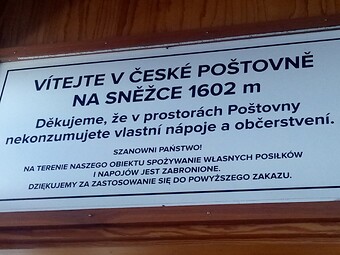 VÍTEJTE V ČESKÉ POŠTOVNĚ
NA SNĚŽCE 1602 m
Děkujeme, že v prostorách Poštovny
nekonzumujete vlastní nápoje a občerstvení.
SZANOWNI PAŃSTWO!
NA TERENIE NASZEGO OBIEKTU SPOŻYWANIE WŁASNYCH POSIŁKÓW
I NAPOJÓW JEST ZABRONIONE.
DZIĘKUJEMY ZA ZASTOSOWANIE SIĘ DO POWYŻSZEGO ZAKAZU.